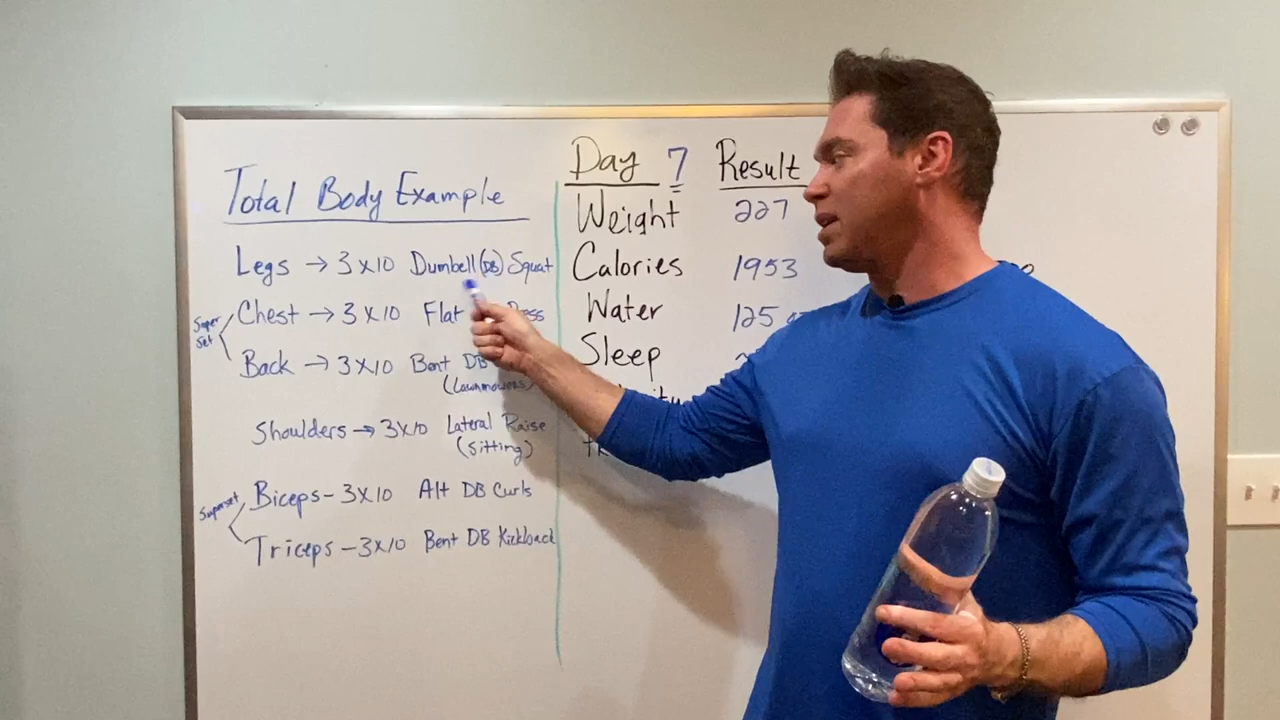 Total Body Example
Legs → 3x10 Dumbell (DB) Squat
Super
Set
Chest → 3x10 Flat
Back → 3x10 Bent DB
(Lawnmowers)
Shoulders → 3x10 Lateral Raise
(Sitting)
Superset
Biceps - 3x10 Alt DB Curls
Triceps - 3x10 Bent DB Kickback
Day 7 Result
Weight 227
Calories 1953
Water 125
Sleep